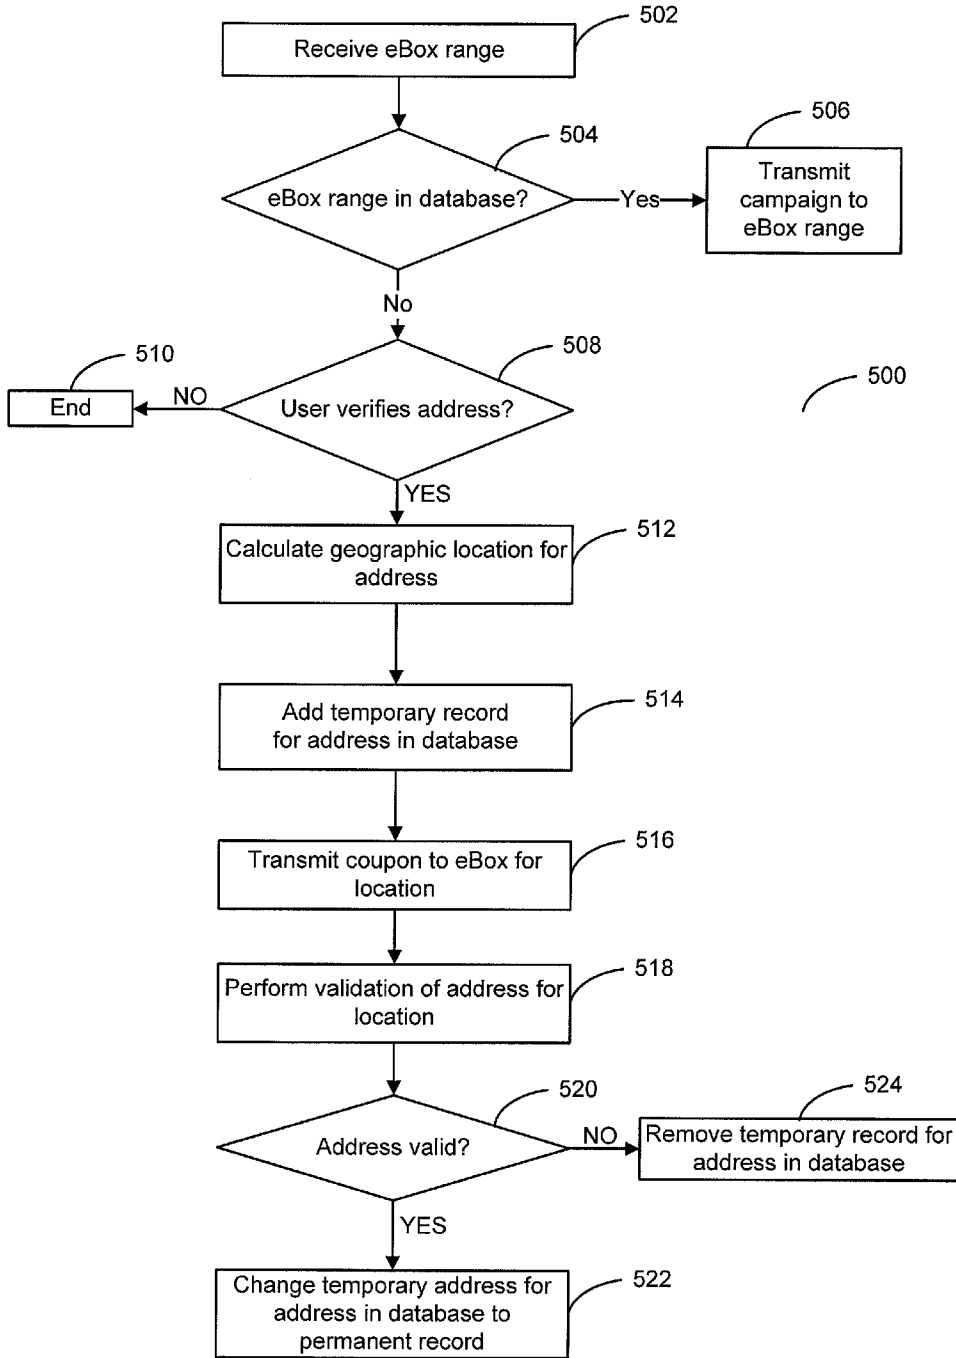 502
Receive eBox range
504
eBox range in database?
Yes
506
Transmit
campaign to
eBox range
No
508
User verifies address?
NO
510
End
500
YES
512
Calculate geographic location for
address
514
Add temporary record
for address in database
516
Transmit coupon to eBox for
location
518
Perform validation of address for
location
520
Address valid?
NO
524
Remove temporary record for
address in database
YES
522
Change temporary address for
address in database to
permanent record